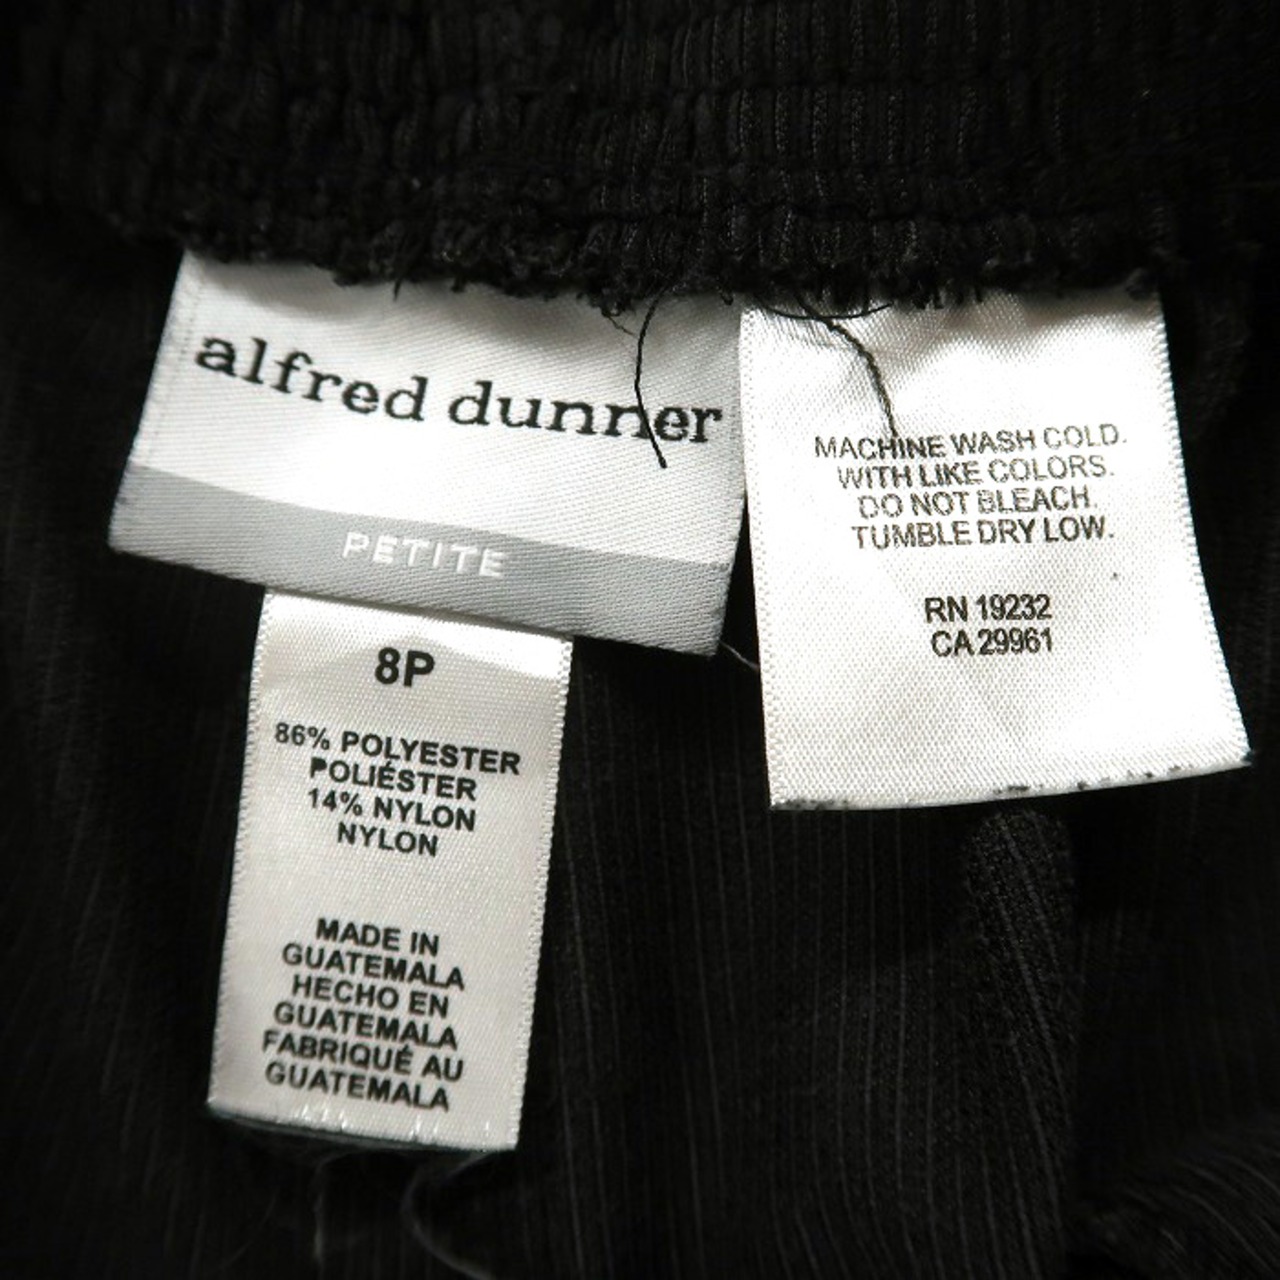 alfred dunner
PETITE
8P
86% POLYESTER
POLIÉSTER
14% NYLON
NYLON
MADE IN
GUATEMALA
HECHO EN
GUATEMALA
FABRIQUÉ AU
GUATEMALA
MACHINE WASH COLD.
WITH LIKE COLORS.
DO NOT BLEACH.
TUMBLE DRY LOW.
RN 19232
CA 29961